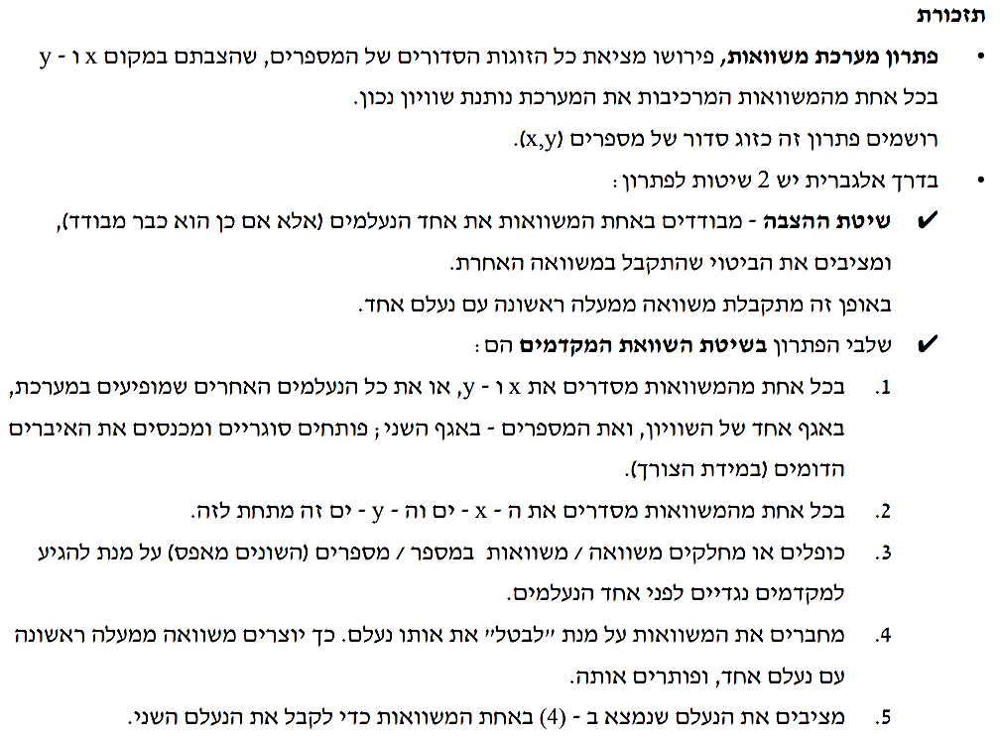 תזכורת
• פתרון מערכת משוואות, פירושו מציאת כל הזוגות הסדורים של המספרים, שהצבתם במקום x ו - y
בכל אחת מהמשוואות המרכיבות את המערכת נותנת שוויון נכון.
רושמים פתרון זה כזוג סדור של מספרים (x,y).
• בדרך אלגברית יש 2 שיטות לפתרון:
✔ שיטת ההצבה - מבודדים באחת המשוואות את אחד הנעלמים (אלא אם כן הוא כבר מבודד),
ומציבים את הביטוי שהתקבל במשוואה האחרת.
באופן זה מתקבלת משוואה ממעלה ראשונה עם נעלם אחד.
✔ שלבי הפתרון בשיטת השוואת המקדמים הם:
1. בכל אחת מהמשוואות מסדרים את x ו - y, או את כל הנעלמים האחרים שמופיעים במערכת,
באגף אחד של השוויון, ואת המספרים - באגף השני; פותחים סוגריים ומכנסים את האיברים
הדומים (במידת הצורך).
2. בכל אחת מהמשוואות מסדרים את ה - x - ים וה - y - ים זה מתחת לזה.
3. כופלים או מחלקים משוואה / משוואות במספר / מספרים (השונים מאפס) על מנת להגיע
למקדמים נגדיים לפני אחד הנעלמים.
4. מחברים את המשוואות על מנת "לבטל" את אותו נעלם. כך יוצרים משוואה ממעלה ראשונה
עם נעלם אחד, ופותרים אותה.
5. מציבים את הנעלם שנמצא ב - (4) באחת המשוואות כדי לקבל את הנעלם השני.